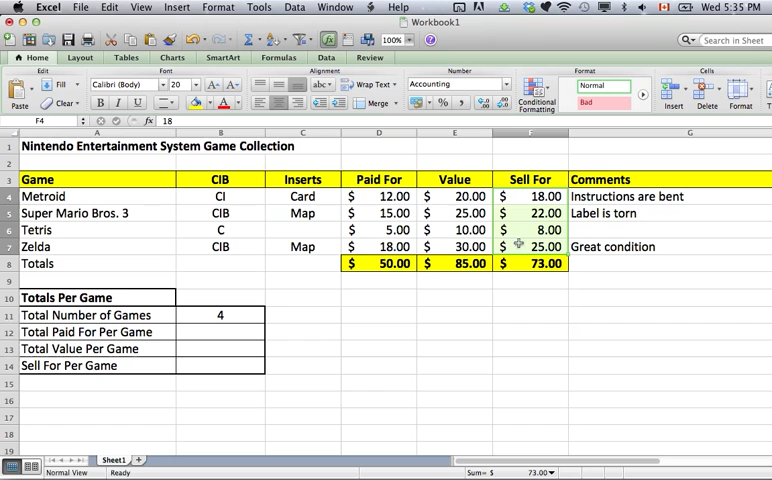 Excel File Edit View Insert Format Tools Data Window Help Wed 5:35 PM
Workbook1
100% Search in Sheet
Home Layout Tables Charts SmartArt Formulas Data Review
Edit Font Alignment Number Format Cells
Fill Calibri (Body) 20 abc Wrap Text Accounting Normal
Paste Clear B I U A Merge % Conditional Formatting Bad Insert Delete Format
F4 fx 18
A B C D E F G
1 Nintendo Entertainment System Game Collection
2
3 Game CIB Inserts Paid For Value Sell For Comments
4 Metroid CI Card $ 12.00 $ 20.00 $ 18.00 Instructions are bent
5 Super Mario Bros. 3 CIB Map $ 15.00 $ 25.00 $ 22.00 Label is torn
6 Tetris C $ 5.00 $ 10.00 $ 8.00
7 Zelda CIB Map $ 18.00 $ 30.00 $ 25.00 Great condition
8 Totals $ 50.00 $ 85.00 $ 73.00
9
10 Totals Per Game
11 Total Number of Games 4
12 Total Paid For Per Game
13 Total Value Per Game
14 Sell For Per Game
15
16
17
18
19
Sheet1
Normal View Ready Sum= $ 73.00